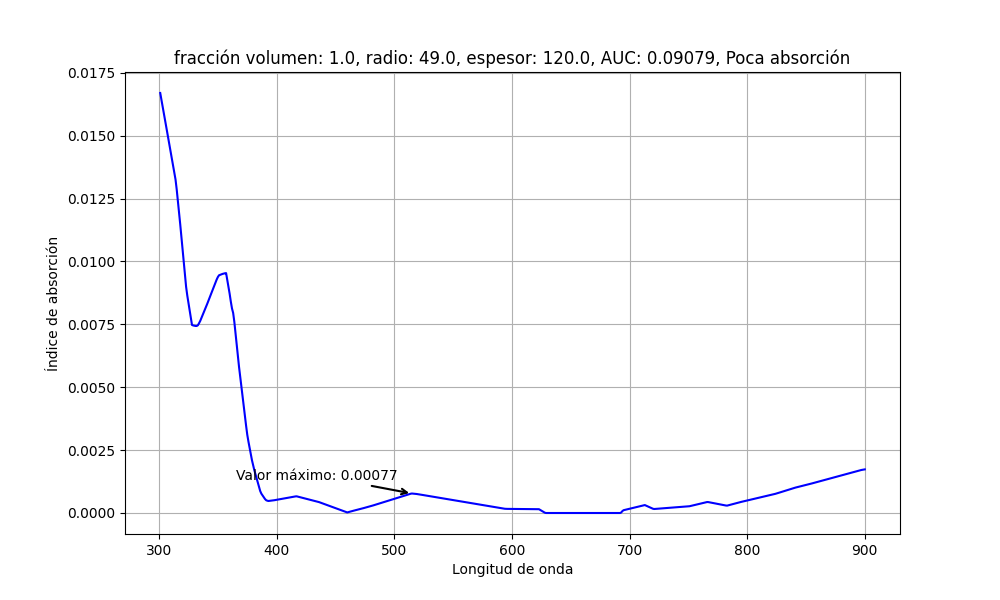 fracción volumen: 1.0, radio: 49.0, espesor: 120.0, AUC: 0.09079, Poca absorción
0.0175
0.0150
0.0125
0.0100
0.0075
0.0050
0.0025
0.0000
Índice de absorción
Valor máximo: 0.00077
300 400 500 600 700 800 900
Longitud de onda